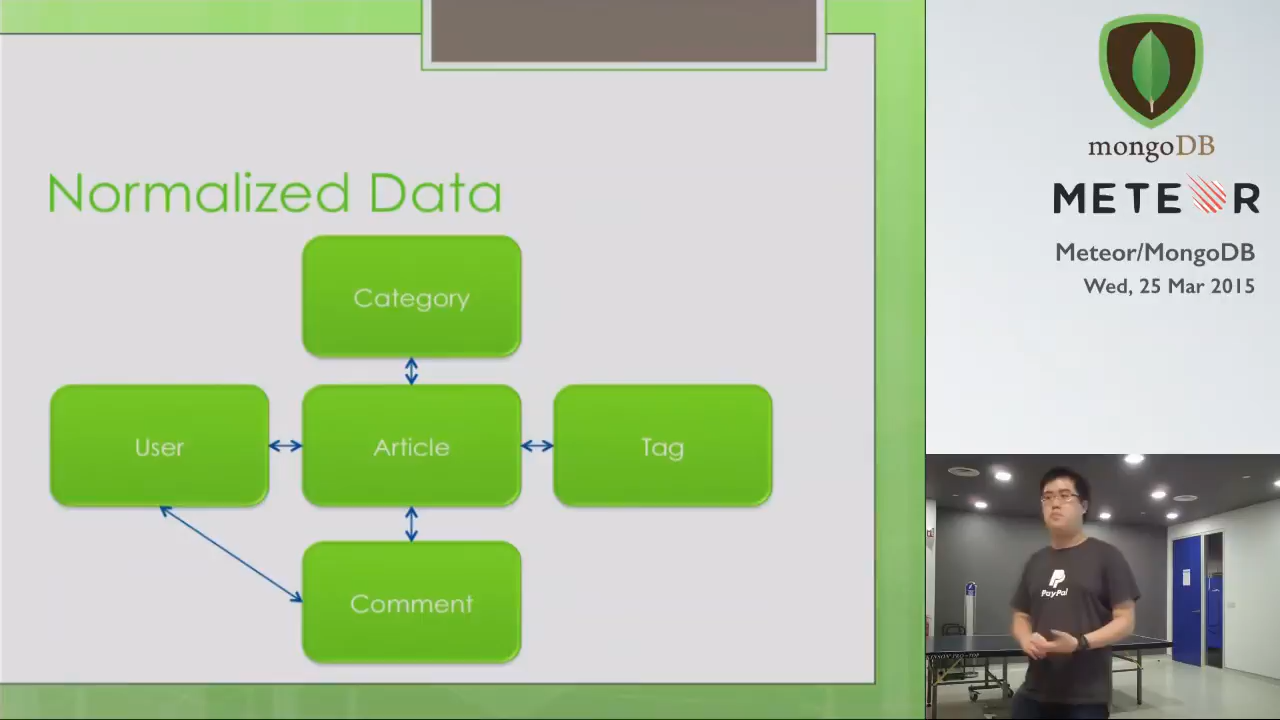 Normalized Data
Category
User
Article
Tag
Comment
mongoDB
METEOR
Meteor/MongoDB
Wed, 25 Mar 2015
PayPal